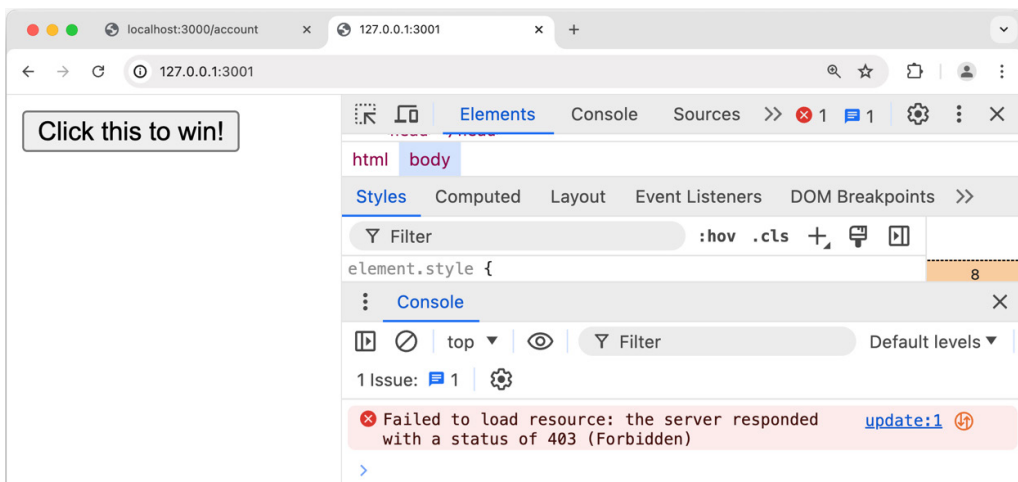 localhost:3000/account
127.0.0.1:3001
127.0.0.1:3001
Click this to win!
Elements Console Sources 1 1
html body
Styles Computed Layout Event Listeners DOM Breakpoints
Filter :hov .cls
element.style {
8
Console
top Filter Default levels
1 Issue: 1
Failed to load resource: the server responded update:1
with a status of 403 (Forbidden)